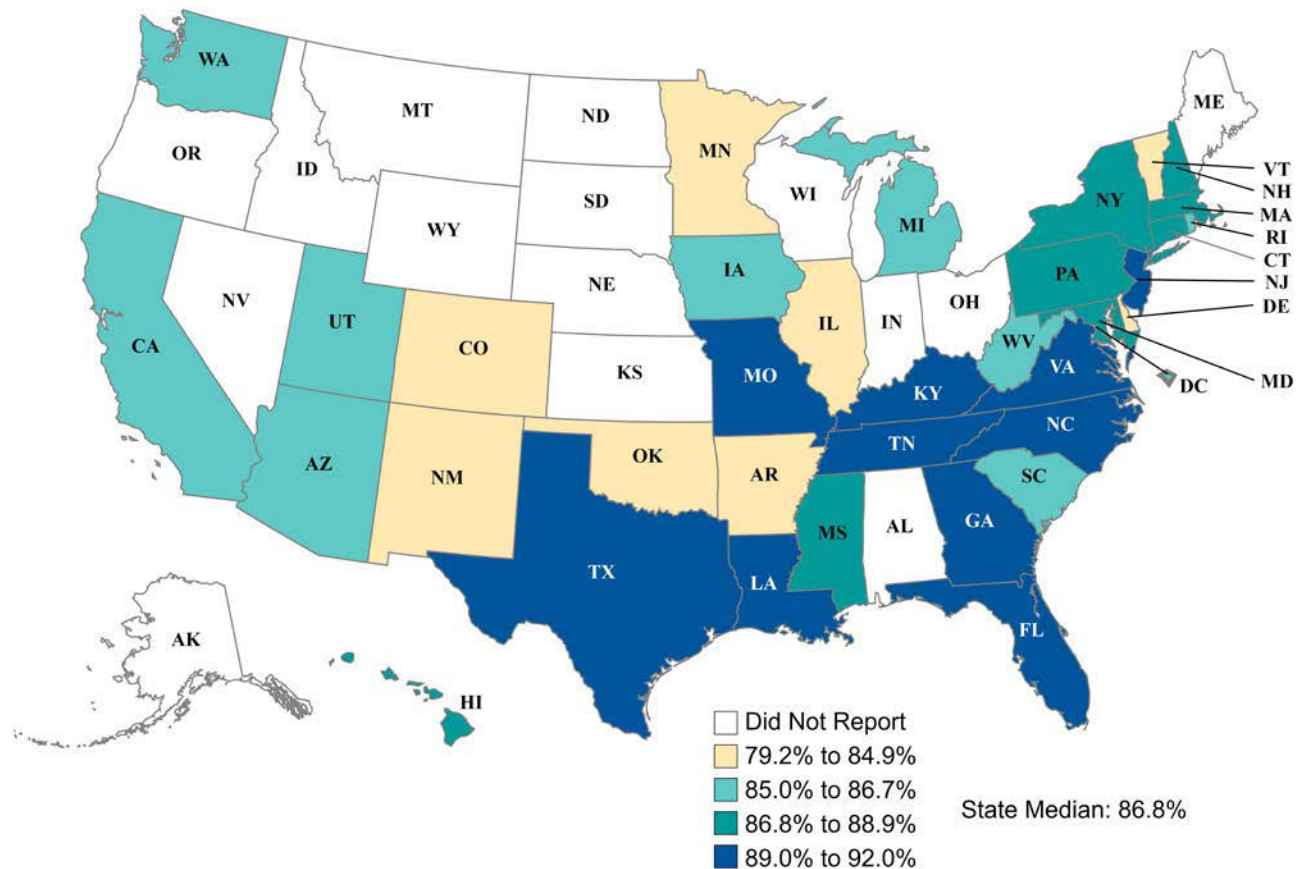 WA
MT
ND
ME
OR
ID
MN
VT
WI
NH
SD
NY
MA
WY
MI
RI
CT
IA
PA
NJ
NE
NV
OH
DE
UT
IL
IN
CA
CO
WV
KS
MO
VA
DC
MD
KY
NC
TN
AZ
OK
NM
AR
SC
GA
MS
AL
TX
LA
FL
AK
HI
Did Not Report
79.2% to 84.9%
85.0% to 86.7%
State Median: 86.8%
86.8% to 88.9%
89.0% to 92.0%